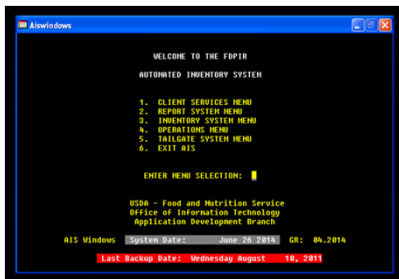 Aiswindows
WELCOME TO THE FDPIR
AUTOMATED INVENTORY SYSTEM
1. CLIENT SERVICES MENU
2. REPORT SYSTEM MENU
3. INVENTORY SYSTEM MENU
4. OPERATIONS MENU
5. TAILGATE SYSTEM MENU
6. EXIT AIS
ENTER MENU SELECTION:
USDA - Food and Nutrition Service
Office of Information Technology
Application Development Branch
AIS Windows System Date: June 26 2014 GR: 04.2014
Last Backup Date: Wednesday August 10, 2011